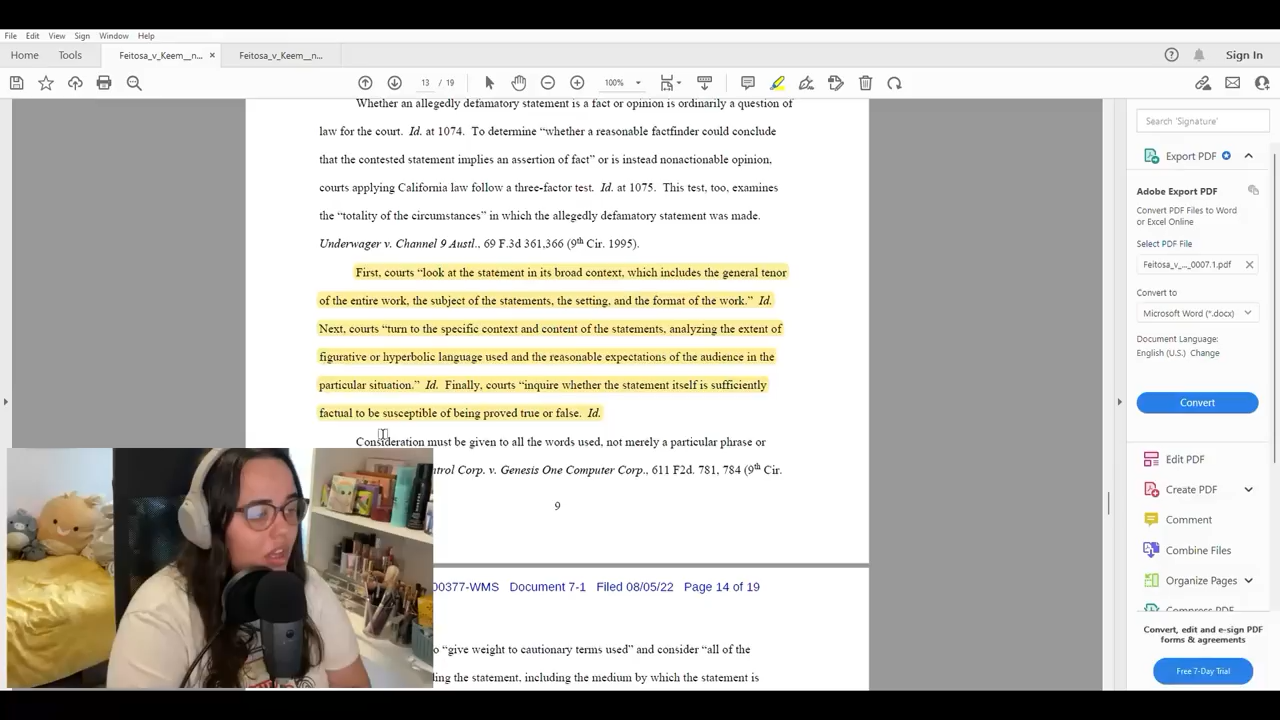 File Edit View Sign Window Help
Home Tools Feitosa_v_Keem__n... × Feitosa_v_Keem__n... Sign In
13 / 19 100%
Whether an allegedly defamatory statement is a fact or opinion is ordinarily a question of
law for the court. Id. at 1074. To determine “whether a reasonable factfinder could conclude
that the contested statement implies an assertion of fact” or is instead nonactionable opinion,
courts applying California law follow a three-factor test. Id. at 1075. This test, too, examines
the “totality of the circumstances” in which the allegedly defamatory statement was made.
Underwager v. Channel 9 Austl., 69 F.3d 361,366 (9th Cir. 1995).
First, courts “look at the statement in its broad context, which includes the general tenor
of the entire work, the subject of the statements, the setting, and the format of the work.” Id.
Next, courts “turn to the specific context and content of the statements, analyzing the extent of
figurative or hyperbolic language used and the reasonable expectations of the audience in the
particular situation.” Id. Finally, courts “inquire whether the statement itself is sufficiently
factual to be susceptible of being proved true or false. Id.
Consideration must be given to all the words used, not merely a particular phrase or
trol Corp. v. Genesis One Computer Corp., 611 F2d. 781, 784 (9th Cir.
9
00377-WMS Document 7-1 Filed 08/05/22 Page 14 of 19
“give weight to cautionary terms used” and consider “all of the
the statement, including the medium by which the statement is
Search 'Signature'
Export PDF
Adobe Export PDF
Convert PDF Files to Word
or Excel Online
Select PDF File
Feitosa_v_..._0007.1.pdf
Convert to
Microsoft Word (*.docx)
Document Language:
English (U.S.) Change
Convert
Edit PDF
Create PDF
Comment
Combine Files
Organize Pages
Compress PDF
Convert, edit and e-sign PDF
forms & agreements
Free 7-Day Trial